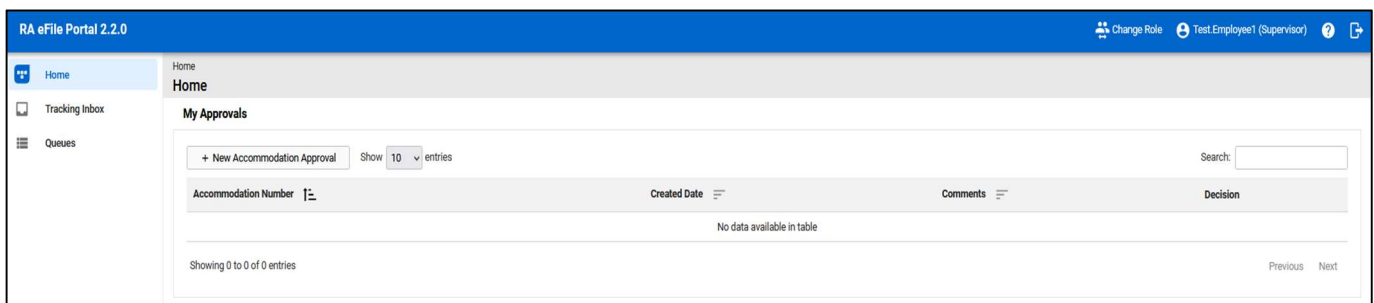 RA eFile Portal 2.2.0 Change Role Test.Employee1 (Supervisor) ?
Home
Tracking Inbox
Queues
Home
Home
My Approvals
+ New Accommodation Approval Show 10 entries Search:
Accommodation Number Created Date Comments Decision
No data available in table
Showing 0 to 0 of 0 entries Previous Next